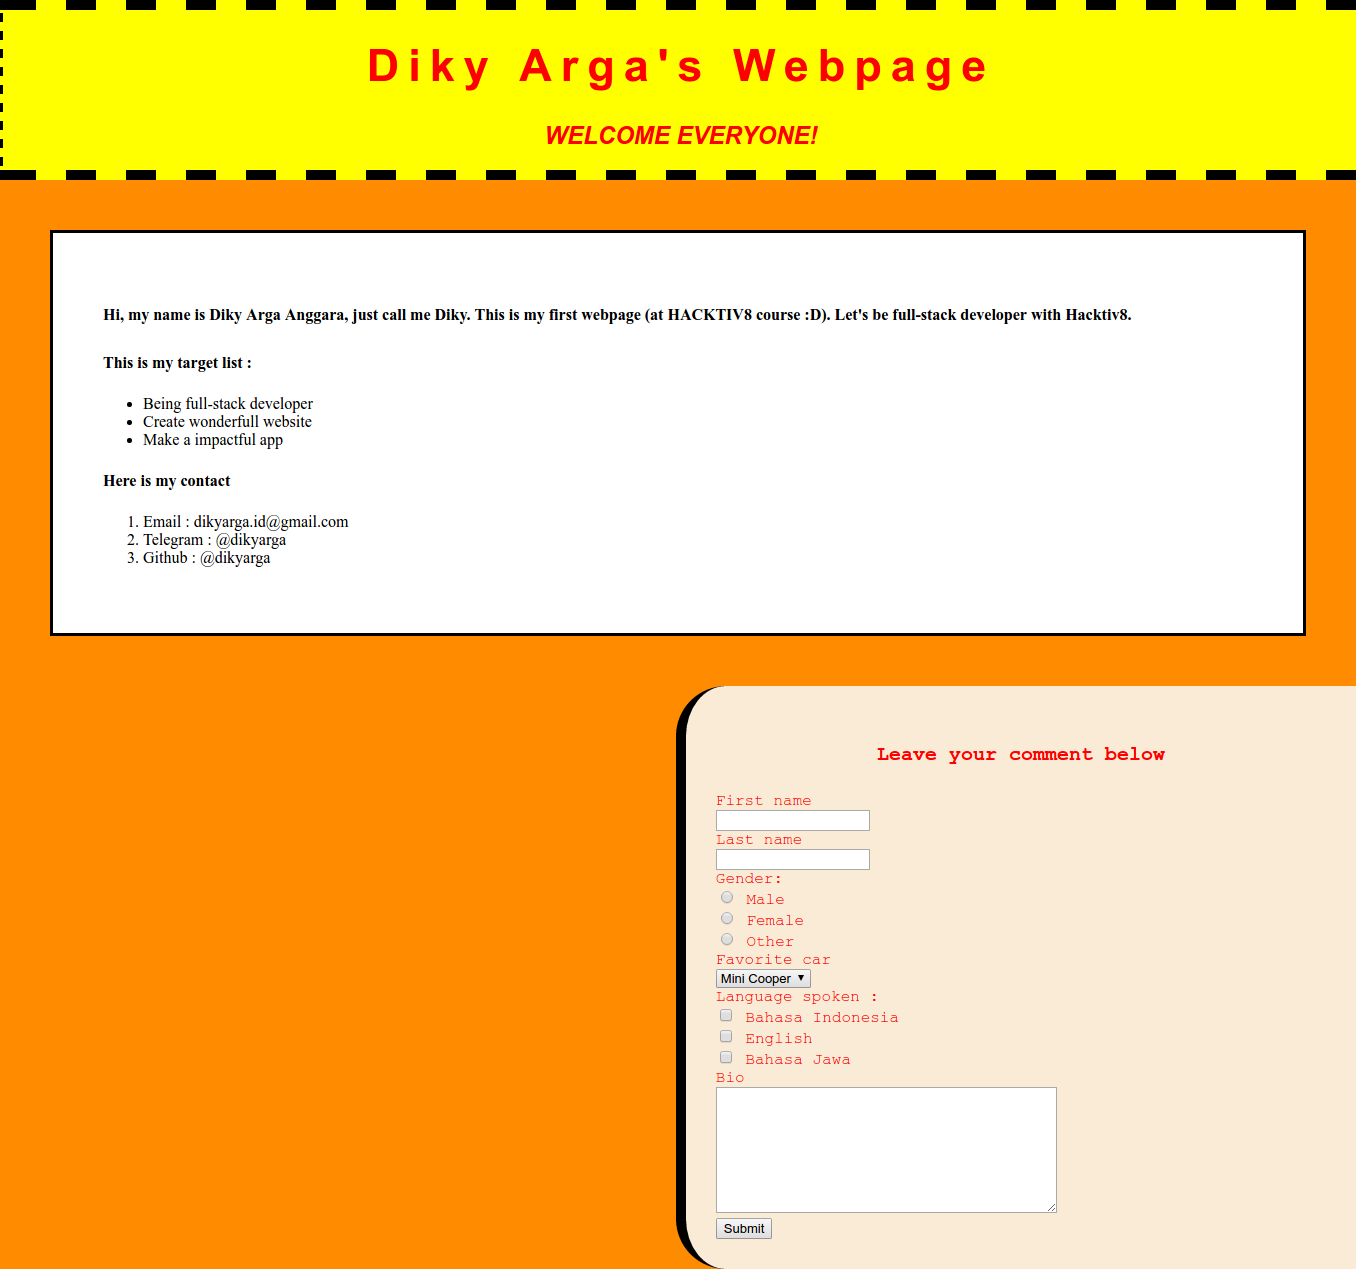 Diky Arga's Webpage
WELCOME EVERYONE!
Hi, my name is Diky Arga Anggara, just call me Diky. This is my first webpage (at HACKTIV8 course :D). Let's be full-stack developer with Hacktiv8.
This is my target list :
• Being full-stack developer
• Create wonderfull website
• Make a impactful app
Here is my contact
1. Email : dikyarga.id@gmail.com
2. Telegram : @dikyarga
3. Github : @dikyarga
Leave your comment below
First name
Last name
Gender:
Male
Female
Other
Favorite car
Mini Cooper
Language spoken :
Bahasa Indonesia
English
Bahasa Jawa
Bio
Submit